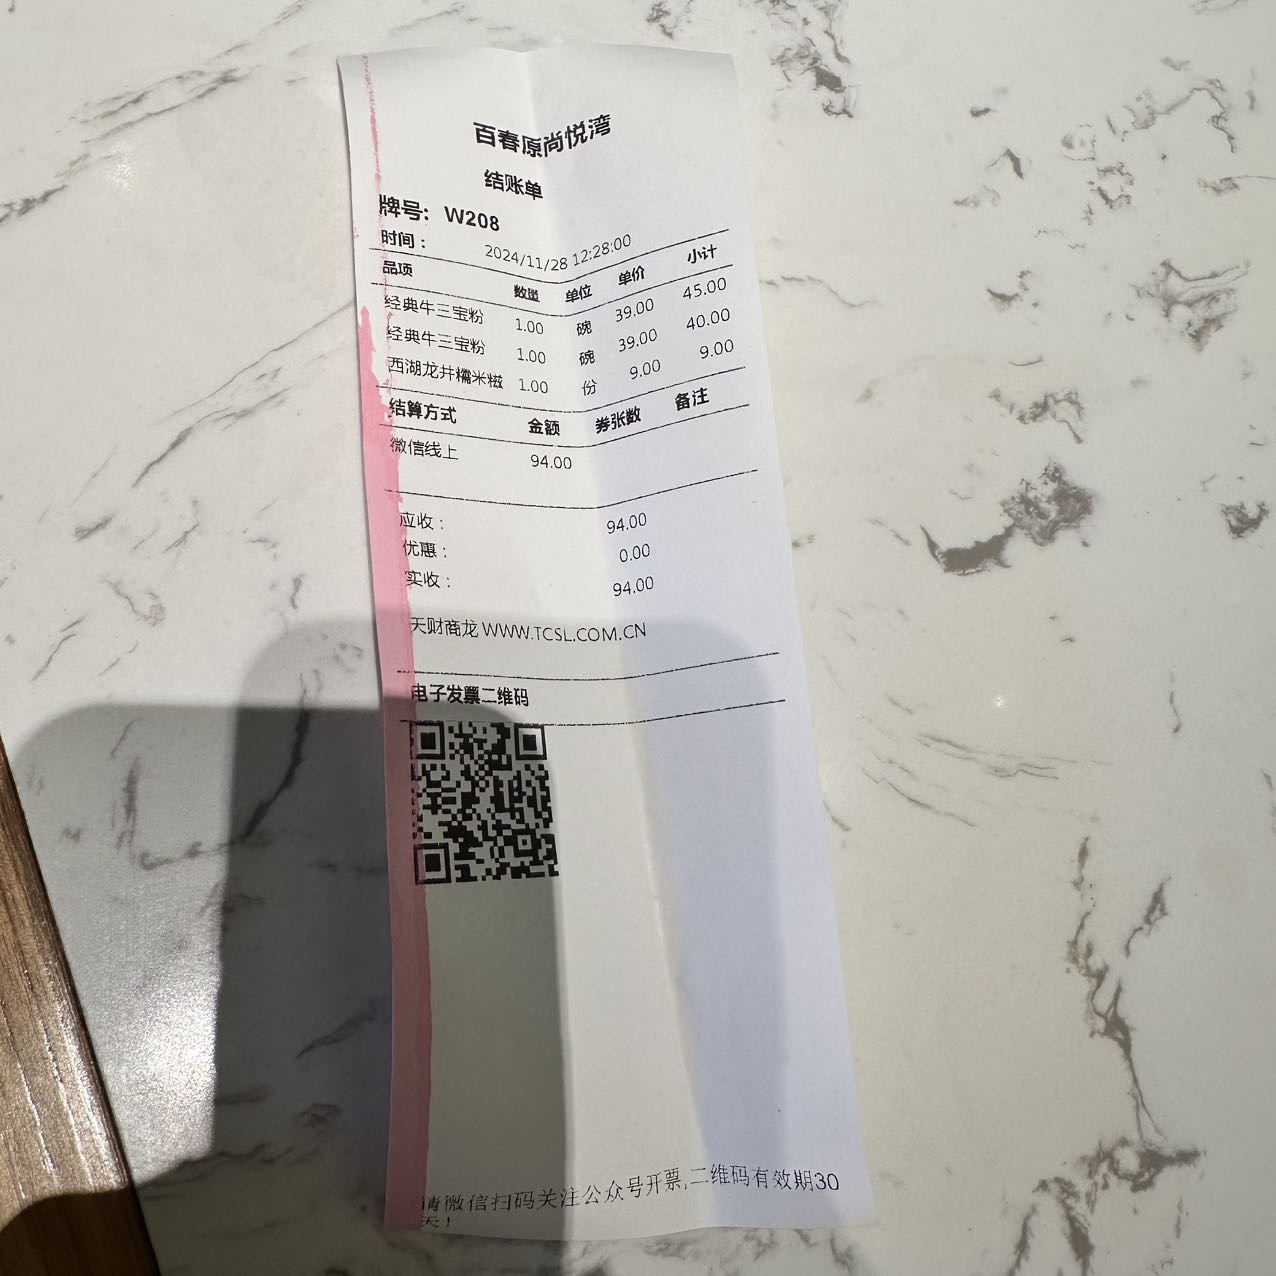 百春原尚悦湾
结账单
牌号: W208
时间： 2024/11/28 12:28:00
品项 数量 单位 单价 小计
经典牛三宝粉 1.00 碗 39.00 45.00
经典牛三宝粉 1.00 碗 39.00 40.00
西湖龙井糯米糍 1.00 份 9.00 9.00
结算方式 金额 券张数 备注
微信线上 94.00
应收： 94.00
优惠： 0.00
实收： 94.00
天财商龙 WWW.TCSL.COM.CN
电子发票二维码
请微信扫码关注公众号开票,二维码有效期30
天!